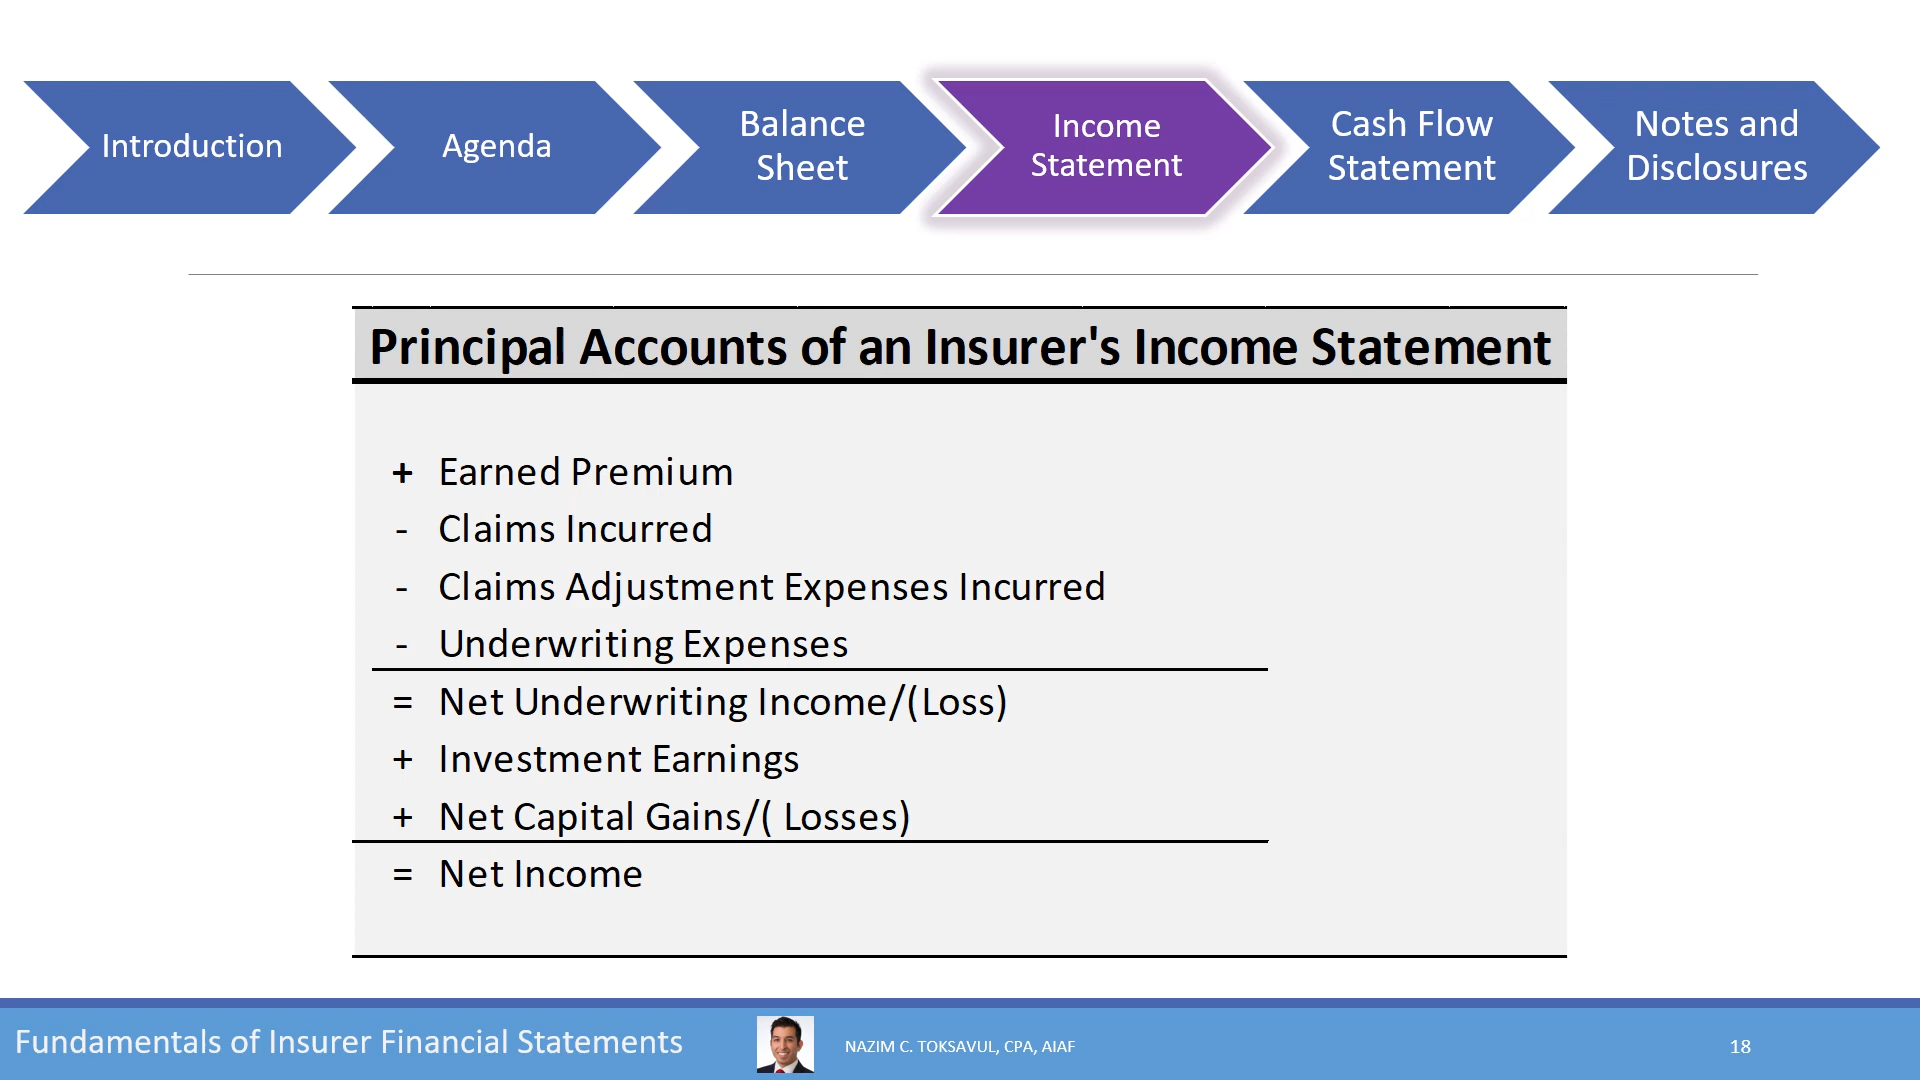 Introduction
Agenda
Balance
Sheet
Income
Statement
Cash Flow
Statement
Notes and
Disclosures
Principal Accounts of an Insurer's Income Statement
+ Earned Premium
- Claims Incurred
- Claims Adjustment Expenses Incurred
- Underwriting Expenses
= Net Underwriting Income/(Loss)
+ Investment Earnings
+ Net Capital Gains/( Losses)
= Net Income
Fundamentals of Insurer Financial Statements
NAZIM C. TOKSAVUL, CPA, AIAF
18